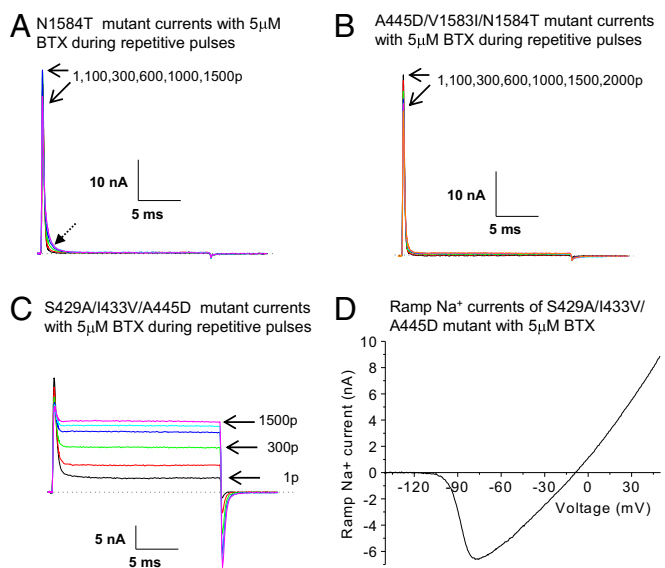 A
N1584T mutant currents with 5µM
BTX during repetitive pulses
1,100,300,600,1000,1500p
10 nA
5 ms
B
A445D/V1583I/N1584T mutant currents
with 5µM BTX during repetitive pulses
1,100,300,600,1000,1500,2000p
10 nA
5 ms
C
S429A/I433V/A445D mutant currents
with 5µM BTX during repetitive pulses
1500p
300p
1p
5 nA
5 ms
D
Ramp Na⁺ currents of S429A/I433V/
A445D mutant with 5µM BTX
Ramp Na+ current (nA)
10
8
6
4
2
0
-2
-4
-6
-120
-90
-60
-30
0
30
Voltage (mV)